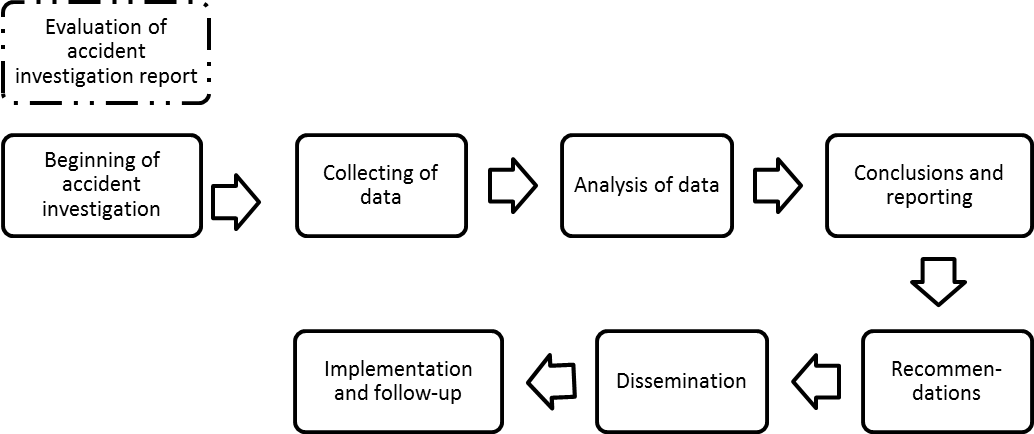 Evaluation of
accident
investigation report
Beginning of
accident
investigation
Collecting of
data
Analysis of data
Conclusions and
reporting
Recommen-
dations
Dissemination
Implementation
and follow-up